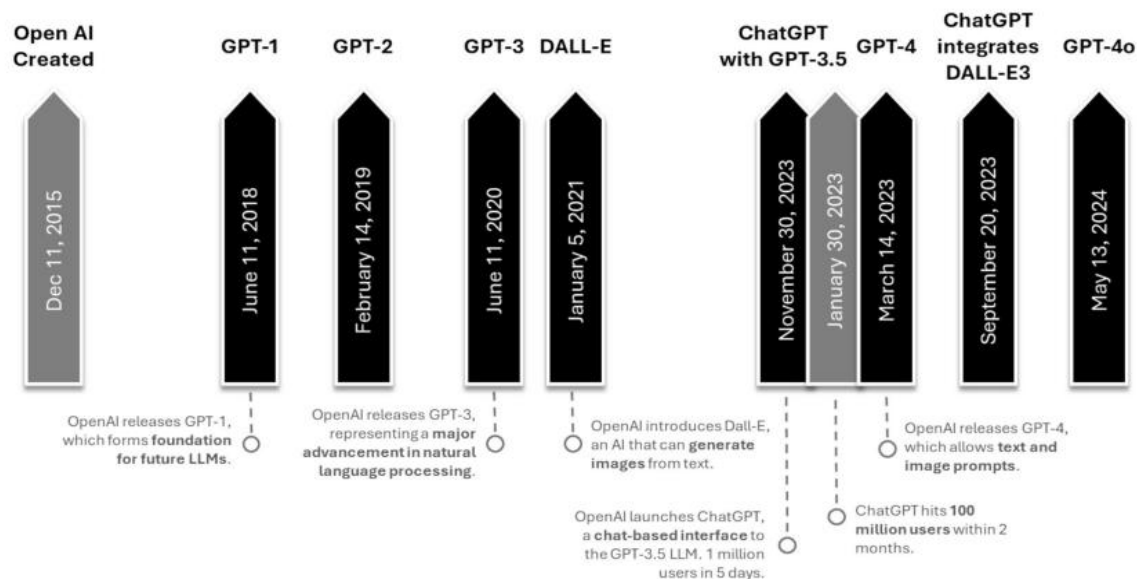 Open AI
Created
GPT-1
GPT-2
GPT-3
DALL-E
ChatGPT
with GPT-3.5
GPT-4
ChatGPT
integrates
DALL-E3
GPT-4o
Dec 11, 2015
June 11, 2018
February 14, 2019
June 11, 2020
January 5, 2021
November 30, 2023
January 30, 2023
March 14, 2023
September 20, 2023
May 13, 2024
OpenAI releases GPT-1,
which forms foundation
for future LLMs.
OpenAI releases GPT-3,
representing a major
advancement in natural
language processing.
OpenAI introduces Dall-E,
an AI that can generate
images from text.
OpenAI launches ChatGPT,
a chat-based interface to
the GPT-3.5 LLM. 1 million
users in 5 days.
ChatGPT hits 100
million users within 2
months.
OpenAI releases GPT-4,
which allows text and
image prompts.